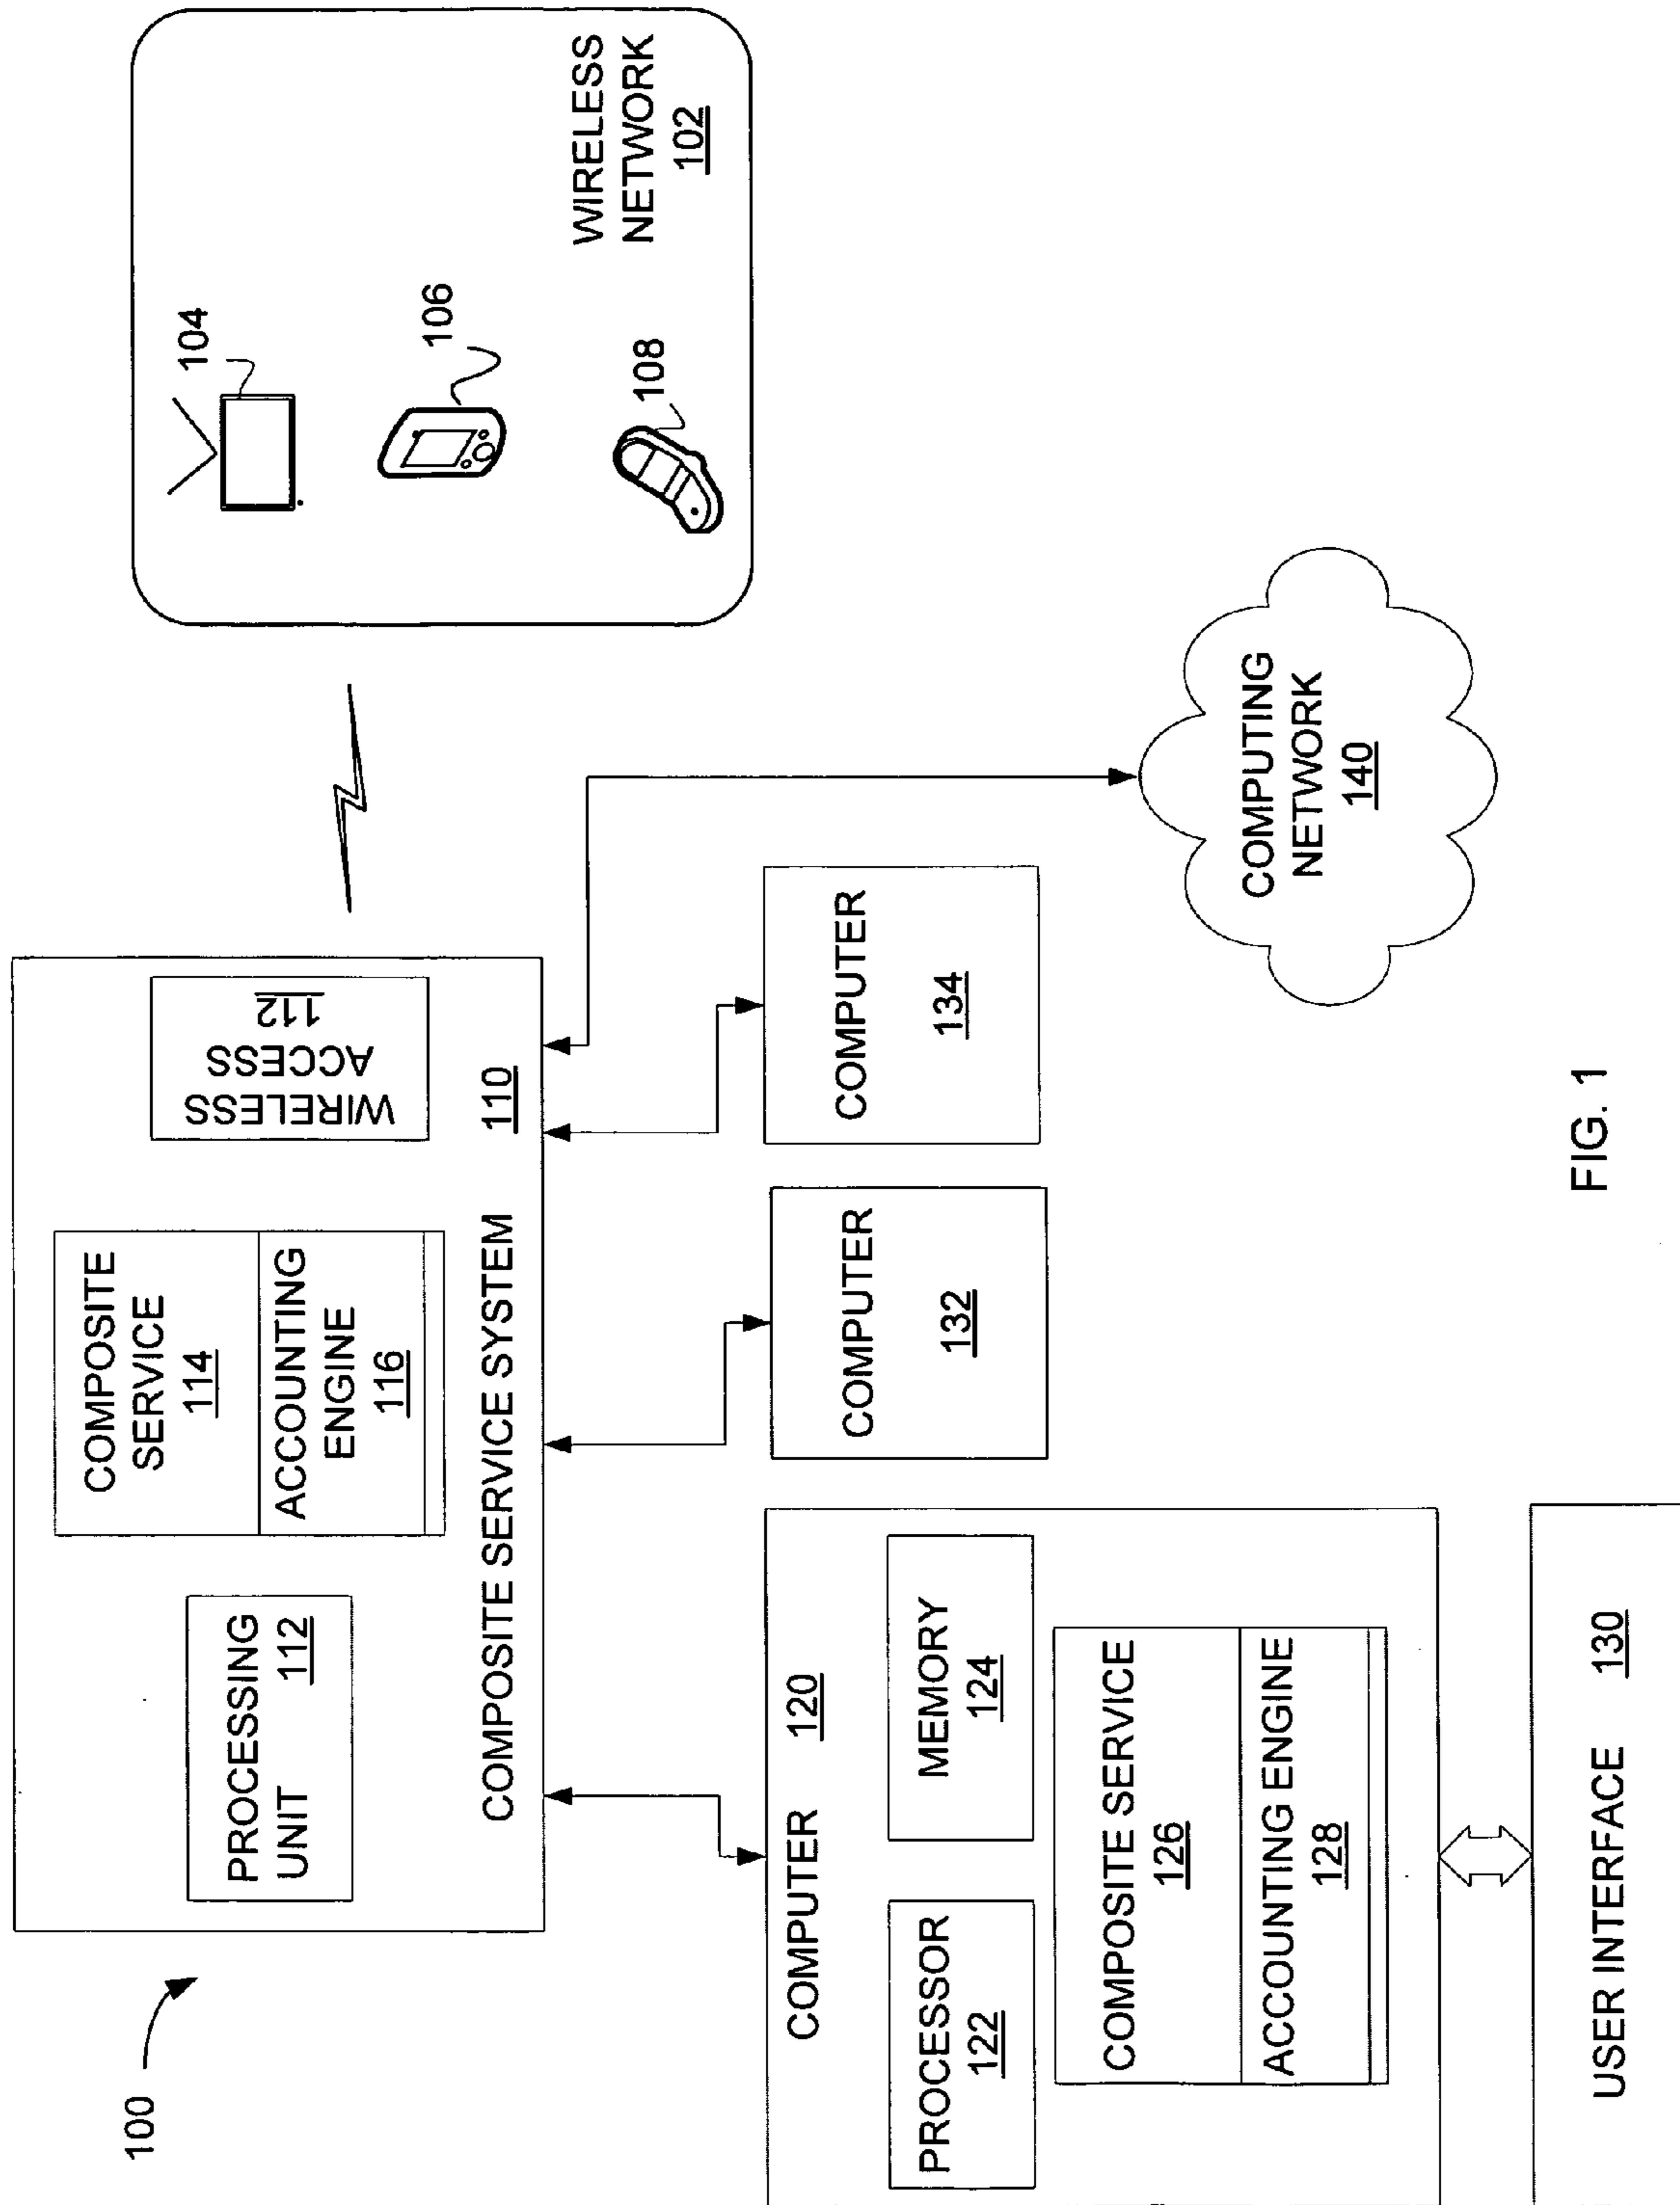 100
PROCESSING
UNIT 112
COMPOSITE
SERVICE
114
ACCOUNTING
ENGINE
116
WIRELESS
ACCESS
112
COMPOSITE SERVICE SYSTEM 110
104
106
108
WIRELESS
NETWORK
102
COMPUTER 120
PROCESSOR
122
MEMORY
124
COMPOSITE SERVICE
126
ACCOUNTING ENGINE
128
COMPUTER
132
COMPUTER
134
COMPUTING
NETWORK
140
USER INTERFACE 130
FIG. 1